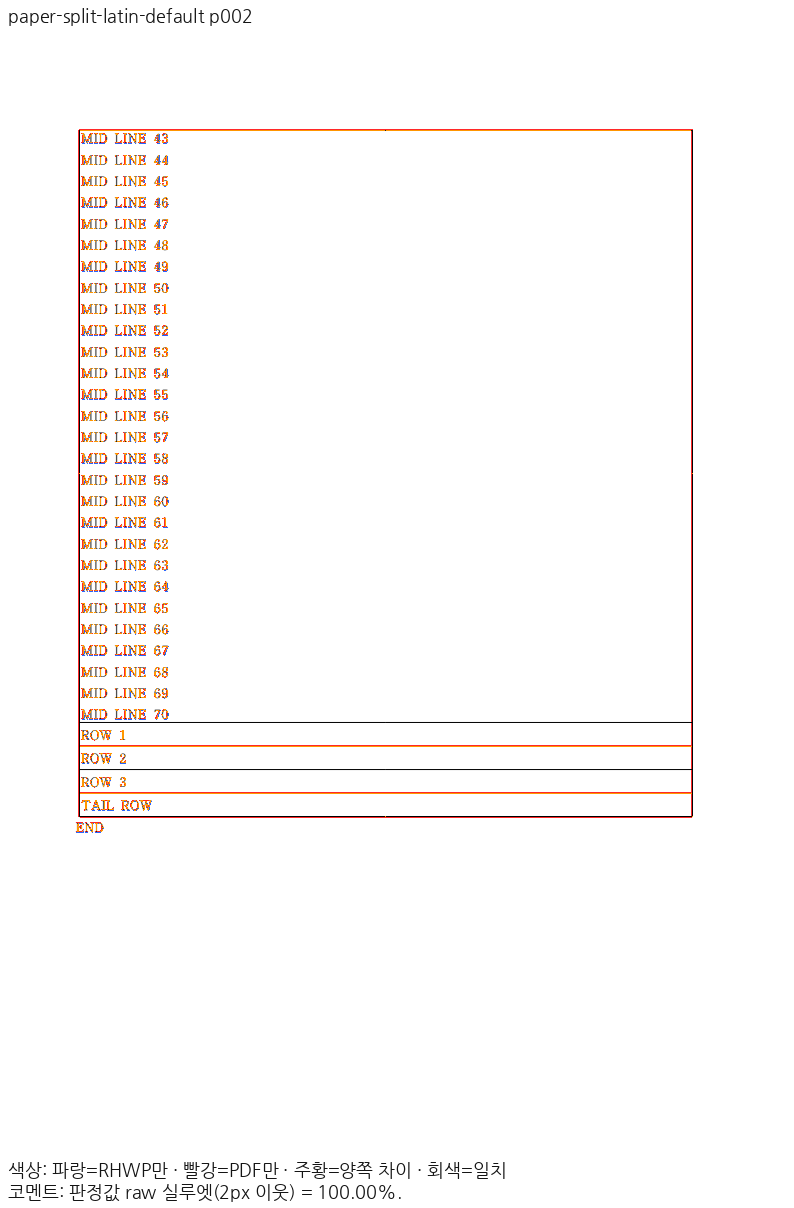 paper-split-latin-default p002
MID LINE 43
MID LINE 44
MID LINE 45
MID LINE 46
MID LINE 47
MID LINE 48
MID LINE 49
MID LINE 50
MID LINE 51
MID LINE 52
MID LINE 53
MID LINE 54
MID LINE 55
MID LINE 56
MID LINE 57
MID LINE 58
MID LINE 59
MID LINE 60
MID LINE 61
MID LINE 62
MID LINE 63
MID LINE 64
MID LINE 65
MID LINE 66
MID LINE 67
MID LINE 68
MID LINE 69
MID LINE 70
ROW 1
ROW 2
ROW 3
TAIL ROW
END
색상: 파랑=RHWP만 · 빨강=PDF만 · 주황=양쪽 차이 · 회색=일치
코멘트: 판정값 raw 실루엣(2px 이웃) = 100.00%.